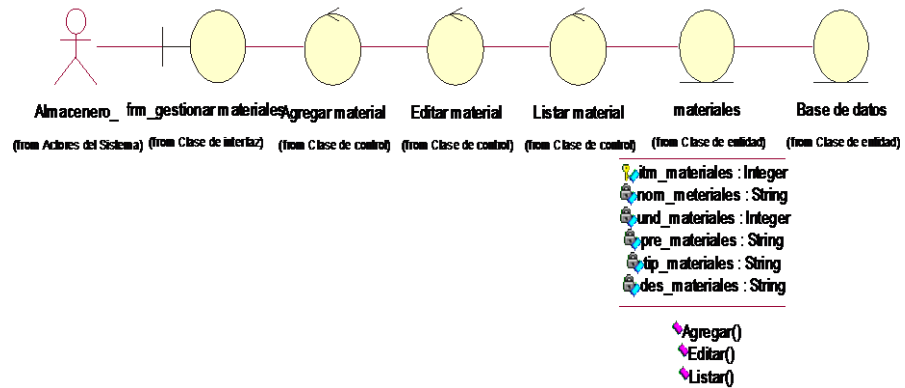 Almacenero_ frm_gestionar materiales Agregar material Editar material Listar material materiales Base de datos
(from Actores del Sistema) (from Clase de interfaz) (from Clase de control) (from Clase de control) (from Clase de control) (from Clase de entidad) (from Clase de entidad)
itm_materiales : Integer
nom_meteriales : String
und_materiales : Integer
pre_materiales : String
tip_materiales : String
des_materiales : String
Agregar()
Editar()
Listar()